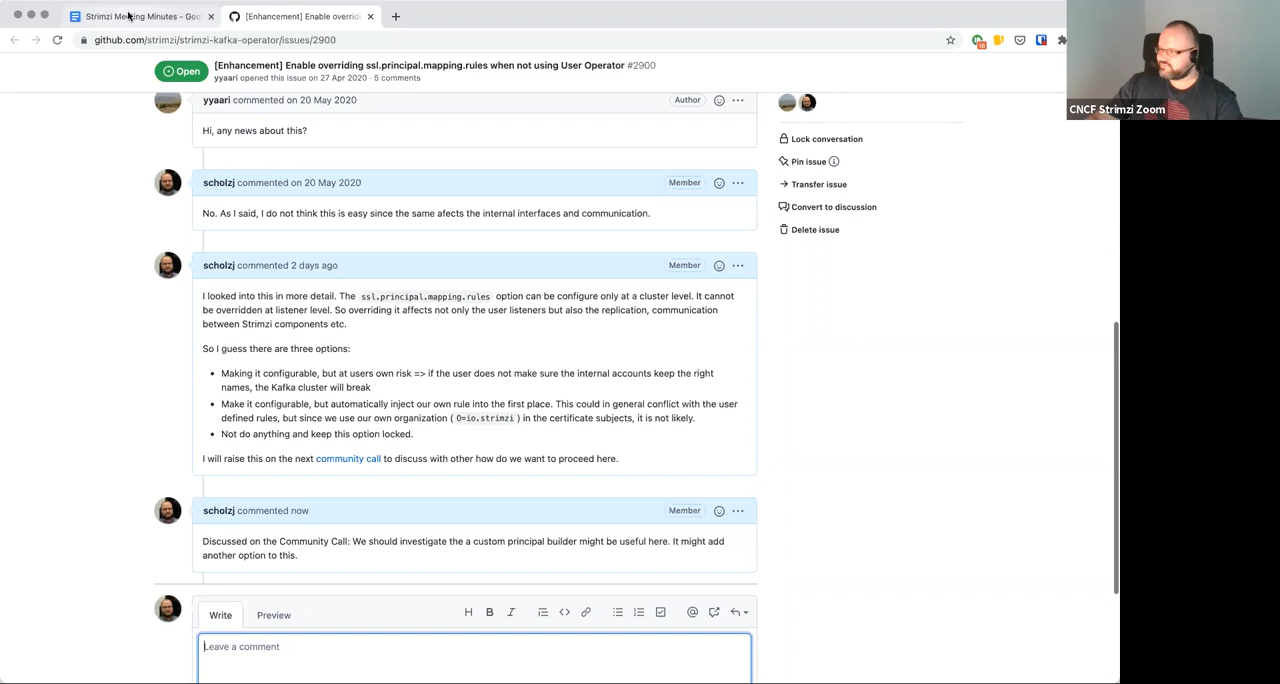 Strimzi Me ing Minutes - Goo
[Enhancement] Enable overridi
github.com/strimzi/strimzi-kafka-operator/issues/2900
16
CNCF Strimzi Zoom
Open
[Enhancement] Enable overriding ssl.principal.mapping.rules when not using User Operator #2900
yyaari opened this issue on 27 Apr 2020 · 5 comments
yyaari commented on 20 May 2020
Author
Hi, any news about this?
scholzj commented on 20 May 2020
Member
No. As I said, I do not think this is easy since the same afects the internal interfaces and communication.
scholzj commented 2 days ago
Member
I looked into this in more detail. The ssl.principal.mapping.rules option can be configure only at a cluster level. It cannot
be overridden at listener level. So overriding it affects not only the user listeners but also the replication, communication
between Strimzi components etc.
So I guess there are three options:
• Making it configurable, but at users own risk => if the user does not make sure the internal accounts keep the right
names, the Kafka cluster will break
• Make it configurable, but automatically inject our own rule into the first place. This could in general conflict with the user
defined rules, but since we use our own organization ( O=io.strimzi ) in the certificate subjects, it is not likely.
• Not do anything and keep this option locked.
I will raise this on the next community call to discuss with other how do we want to proceed here.
scholzj commented now
Member
Discussed on the Community Call: We should investigate the a custom principal builder might be useful here. It might add
another option to this.
Write
Preview
Leave a comment
Lock conversation
Pin issue
Transfer issue
Convert to discussion
Delete issue